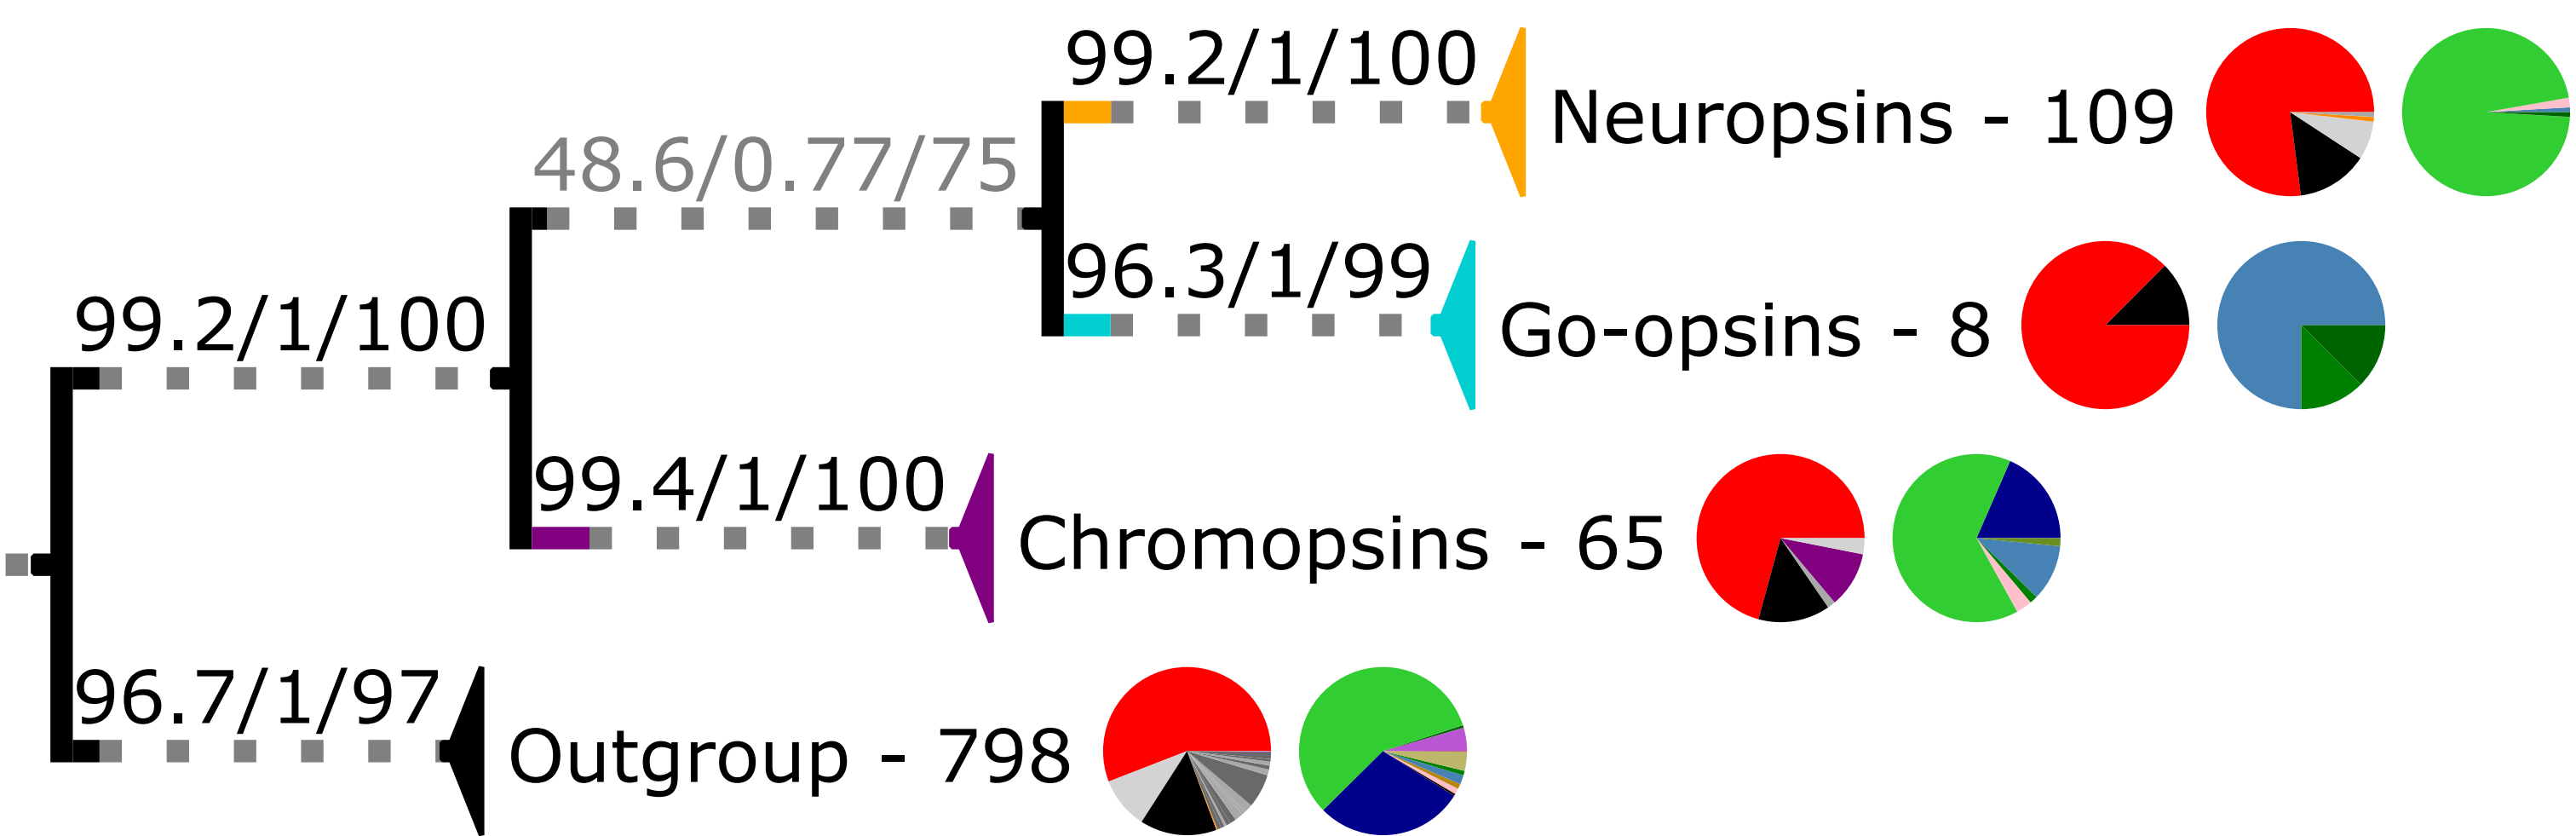 99.2/1/100
Neuropsins - 109
48.6/0.77/75
96.3/1/99
Go-opsins - 8
99.2/1/100
99.4/1/100
Chromopsins - 65
96.7/1/97
Outgroup - 798